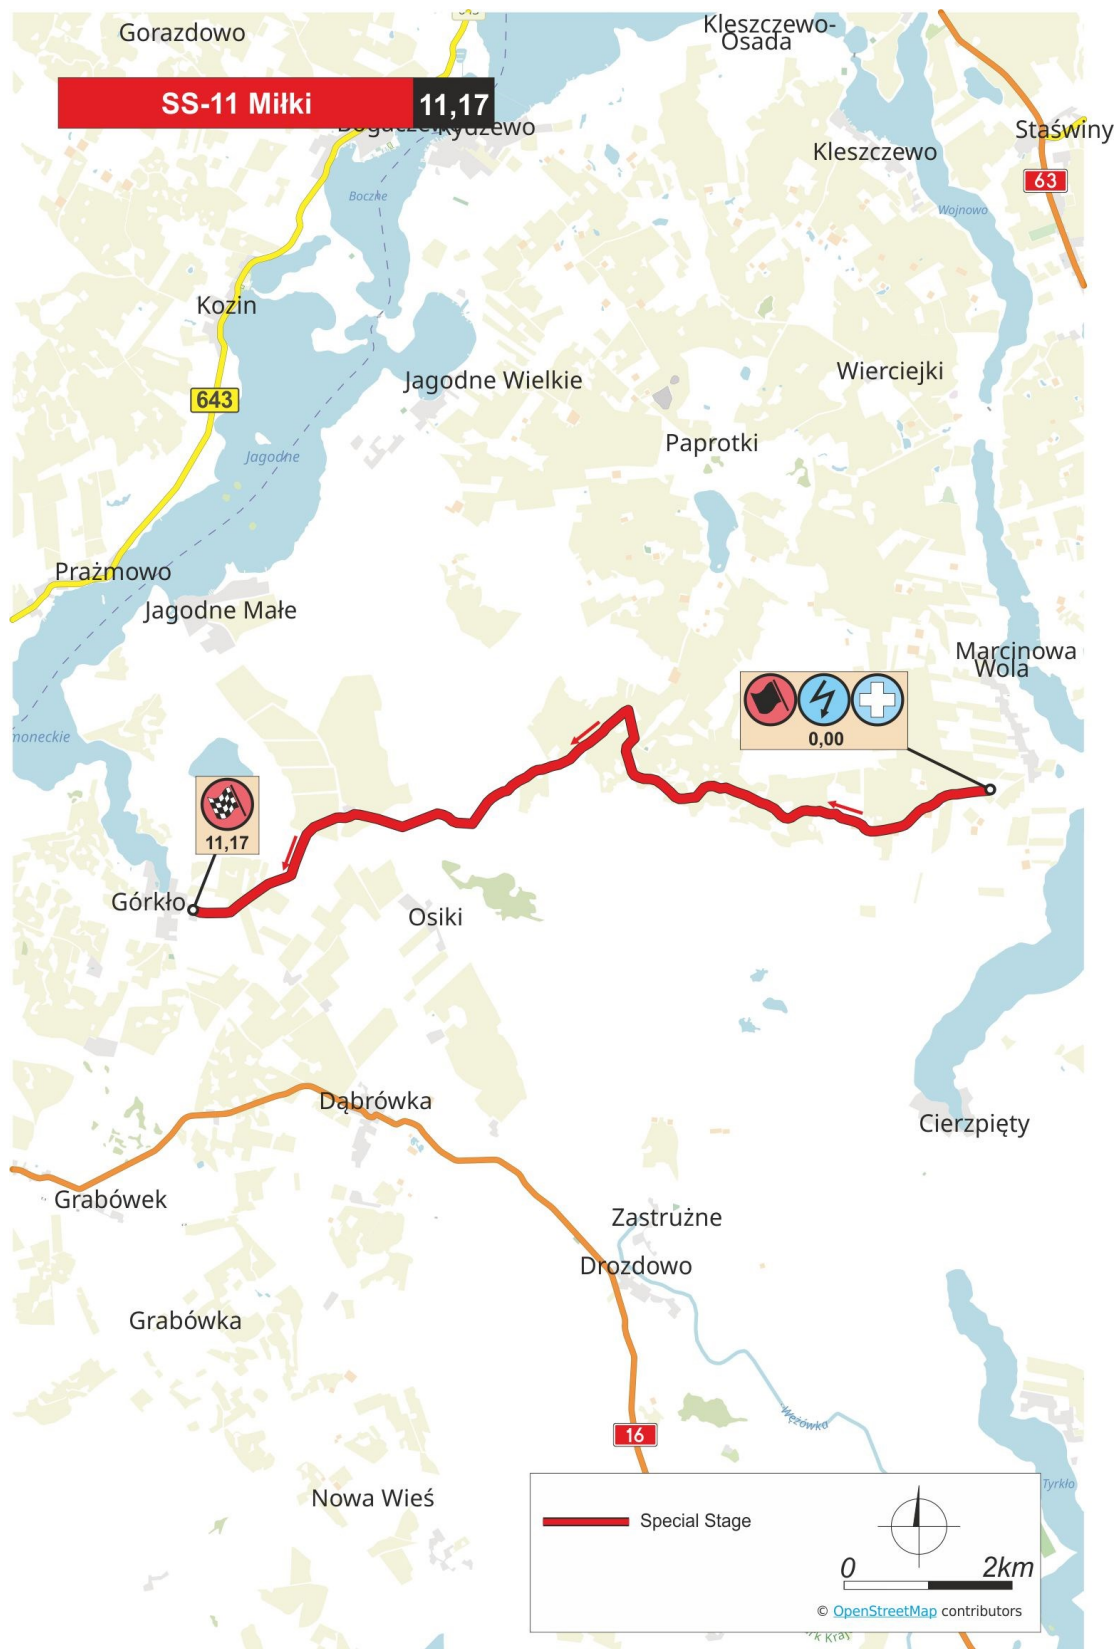 Gorazdowo
Kleszczewo-
Osada
SS-11 Miłki 11,17
Staświny
Kleszczewo
63
Boczne
Wojnowo
Kozin
Wierciejki
Jagodne Wielkie
643
Paprotki
Jagodne
Prażmowo
Jagodne Małe
Marcinowa
Wola
0,00
11,17
Górkło
Osiki
Dąbrówka
Cierzpięty
Grabówek
Zastrużne
Drozdowo
Grabówka
Wężówka
16
Tyrkło
Nowa Wieś
Special Stage
0 2km
© OpenStreetMap contributors